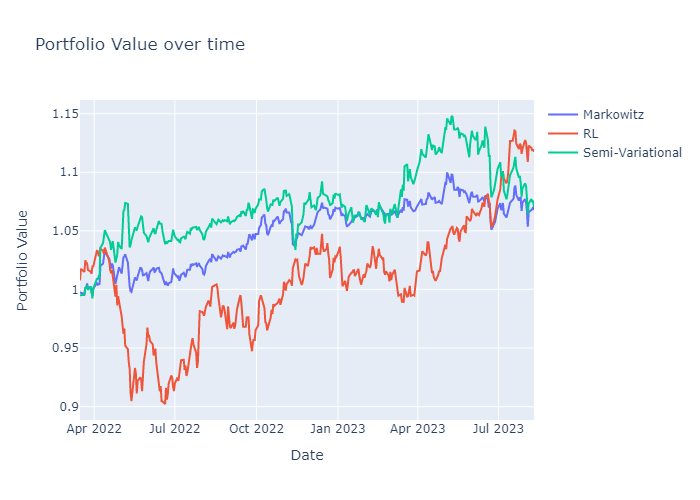 Portfolio Value over time
Markowitz
RL
Semi-Variational
Portfolio Value
1.15
1.1
1.05
1
0.95
0.9
Apr 2022 Jul 2022 Oct 2022 Jan 2023 Apr 2023 Jul 2023
Date